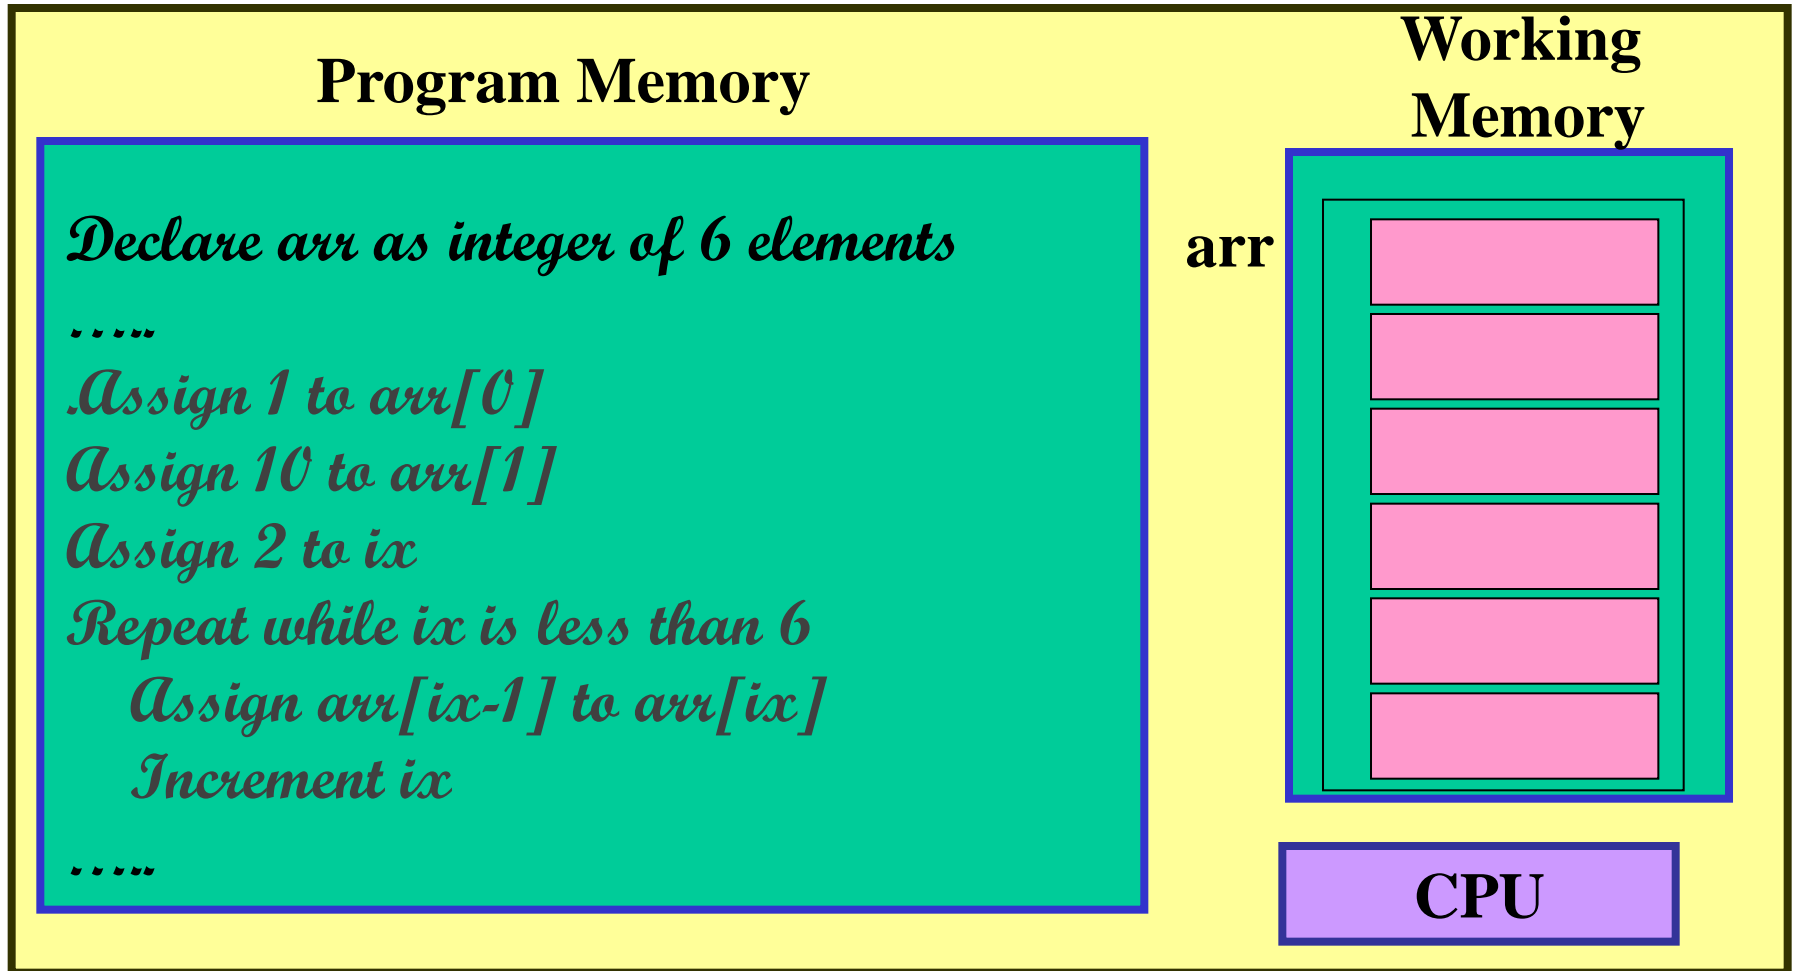 Program Memory
Declare arr as integer of 6 elements
…..
.Assign 1 to arr[0]
Assign 10 to arr[1]
Assign 2 to ix
Repeat while ix is less than 6
Assign arr[ix-1] to arr[ix]
Increment ix
…..
Working
Memory
arr
CPU